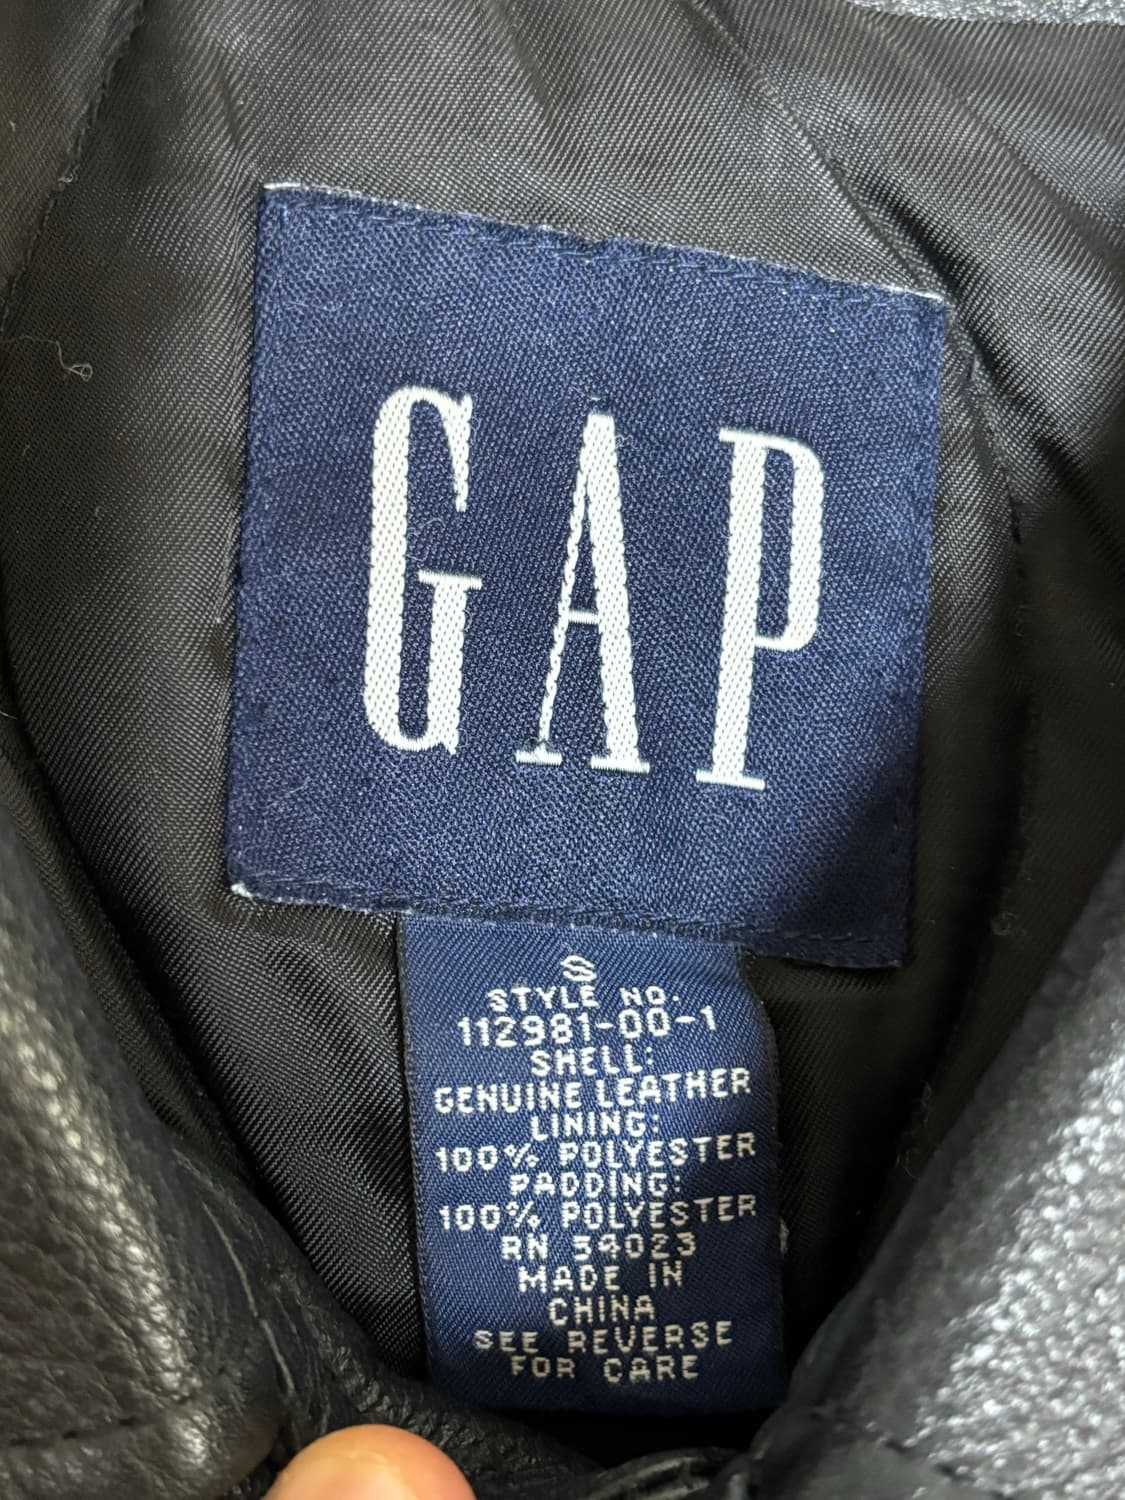 GAP
S
STYLE NO.
112981-00-1
SHELL:
GENUINE LEATHER
LINING:
100% POLYESTER
PADDING:
100% POLYESTER
RN 54023
MADE IN
CHINA
SEE REVERSE
FOR CARE